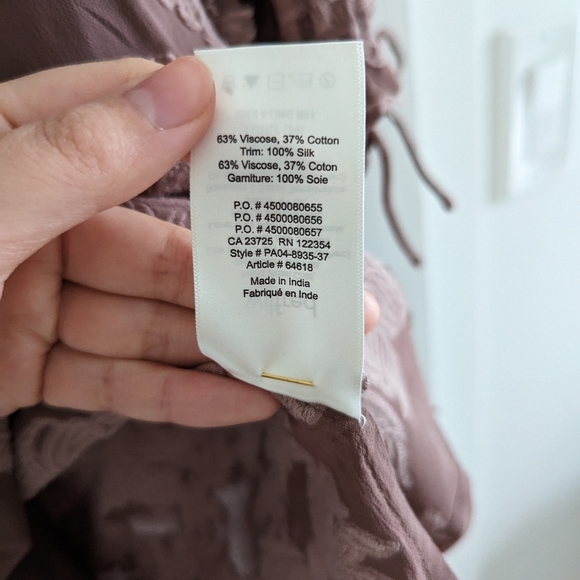 63% Viscose, 37% Cotton
Trim: 100% Silk
63% Viscose, 37% Coton
Garniture: 100% Soie
P.O. # 4500080655
P.O. # 4500080656
P.O. # 4500080657
CA 23725 RN 122354
Style # PA04-8935-37
Article # 64618
Made in India
Fabriqué en Inde